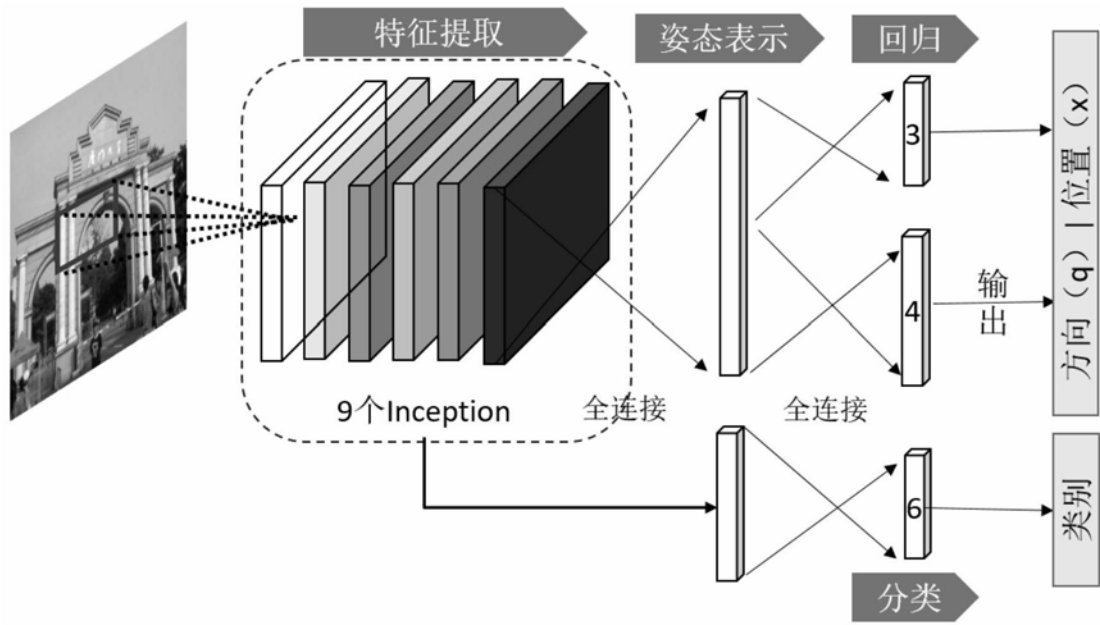 特征提取
姿态表示
回归
3
4
输出
方向（q）| 位置（x）
9个Inception
全连接
全连接
6
类别
分类